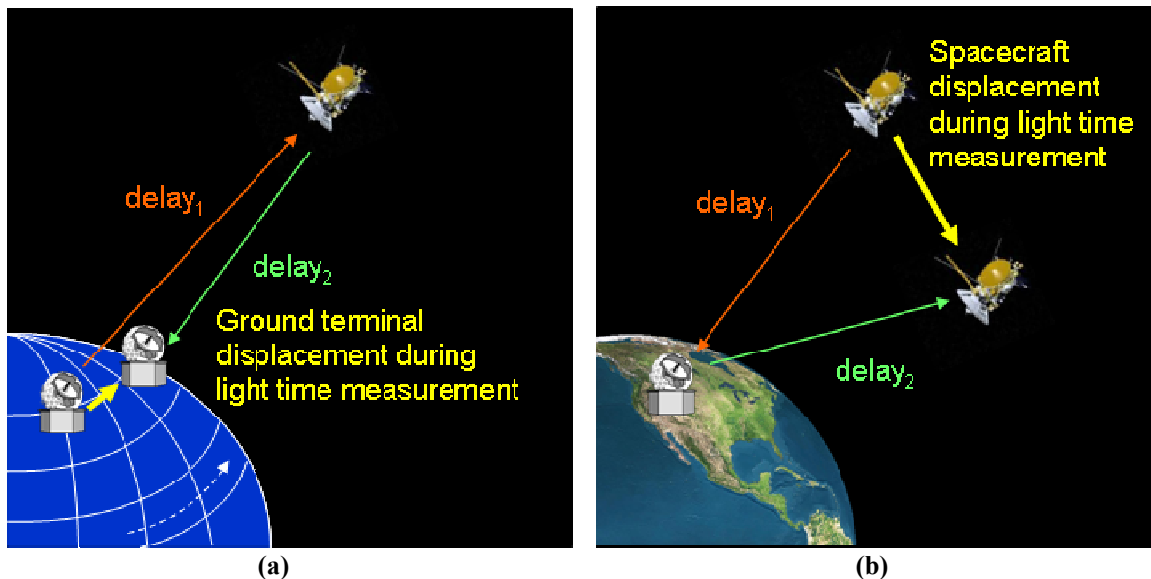 delay1
delay2
Ground terminal
displacement during
light time measurement
(a)
Spacecraft
displacement
during light time
measurement
delay1
delay2
(b)